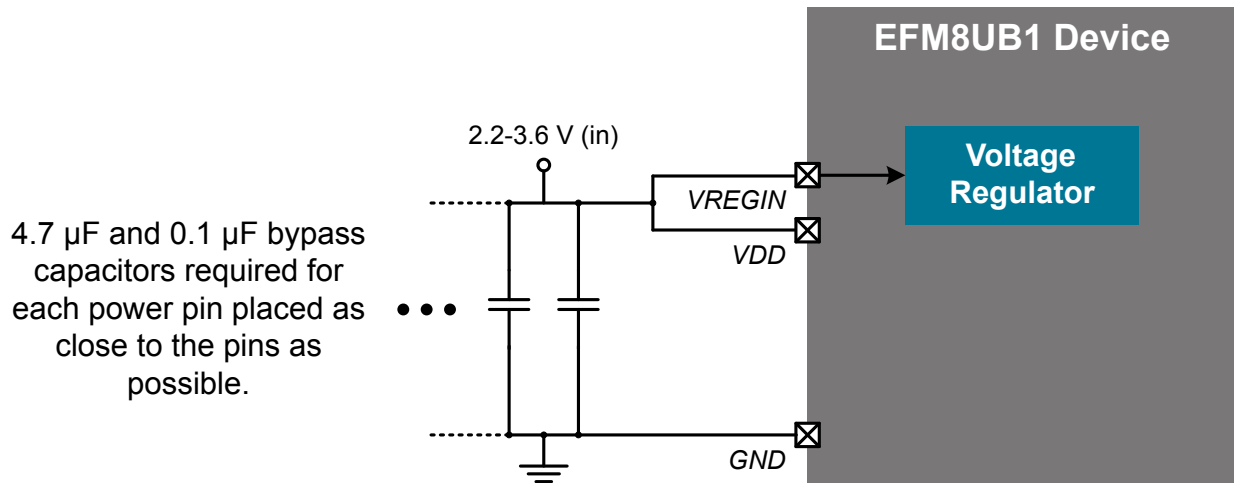 EFM8UB1 Device
2.2-3.6 V (in)
Voltage
Regulator
VREGIN
VDD
4.7 µF and 0.1 µF bypass
capacitors required for
each power pin placed as
close to the pins as
possible.
GND